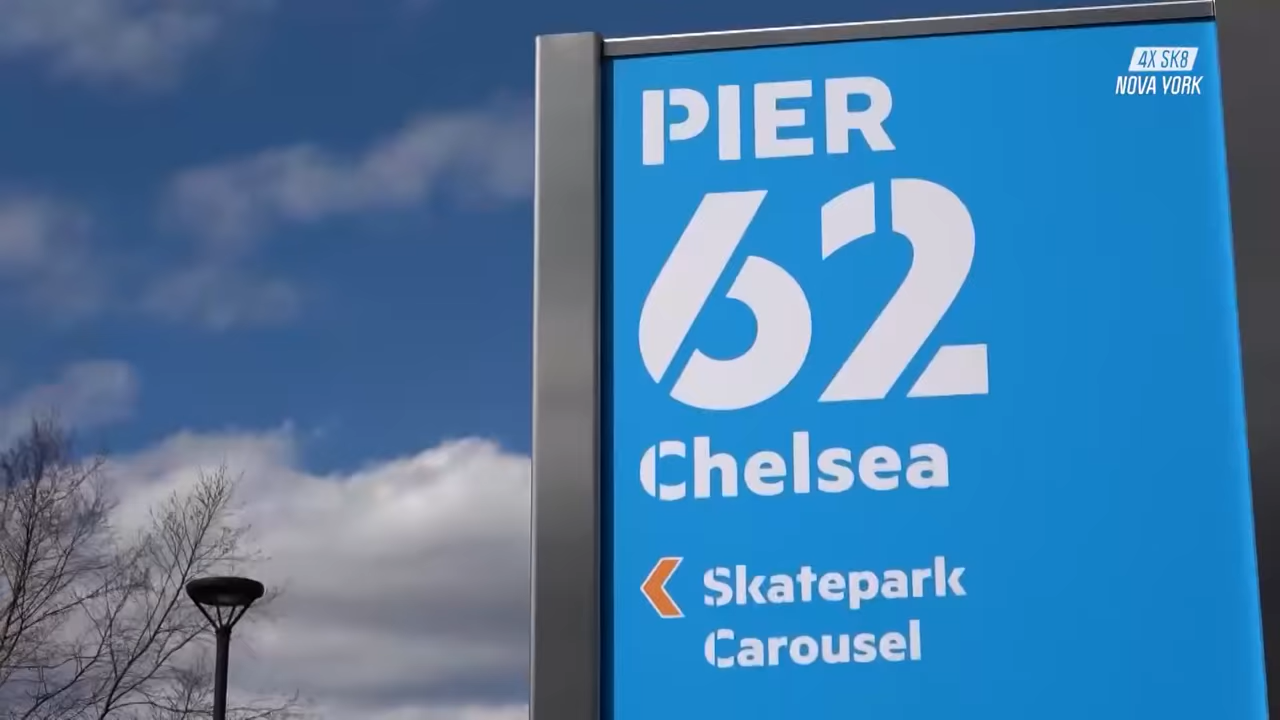 4X SK8
NOVA YORK
PIER
62
Chelsea
Skatepark
Carousel